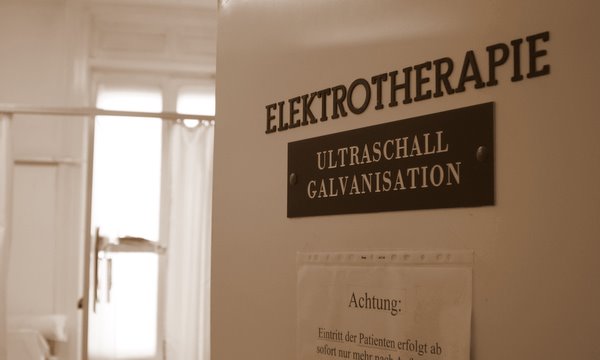 ELEKTROTHERAPIE
ULTRASCHALL
GALVANISATION
Achtung:
Eintritt der Patienten erfolgt ab
sofort nur mehr nach